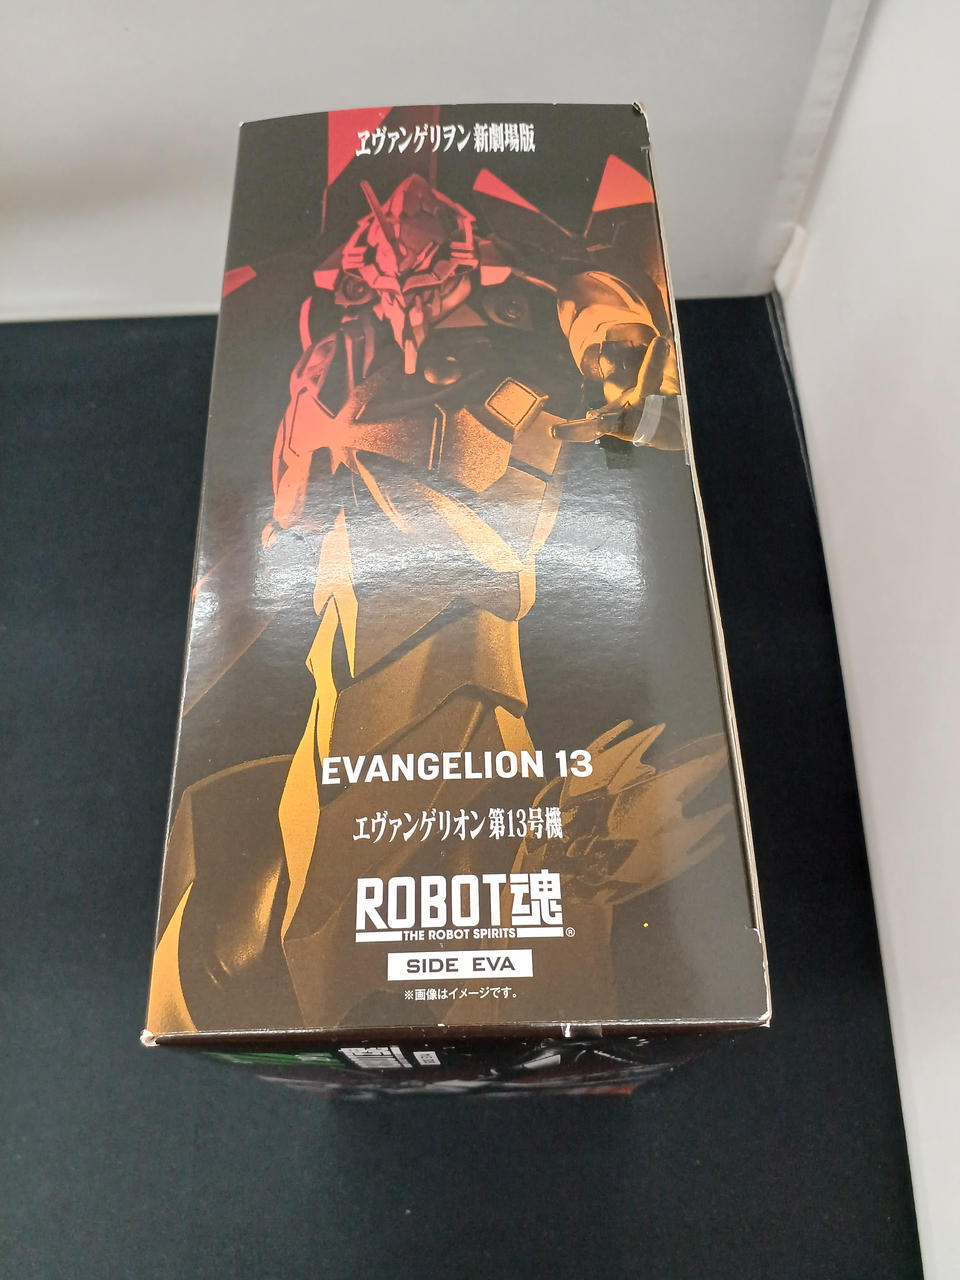 ヱヴァンゲリヲン新劇場版
EVANGELION 13
エヴァンゲリオン第13号機
ROBOT魂
THE ROBOT SPIRITS
®
SIDE EVA
※画像はイメージです。